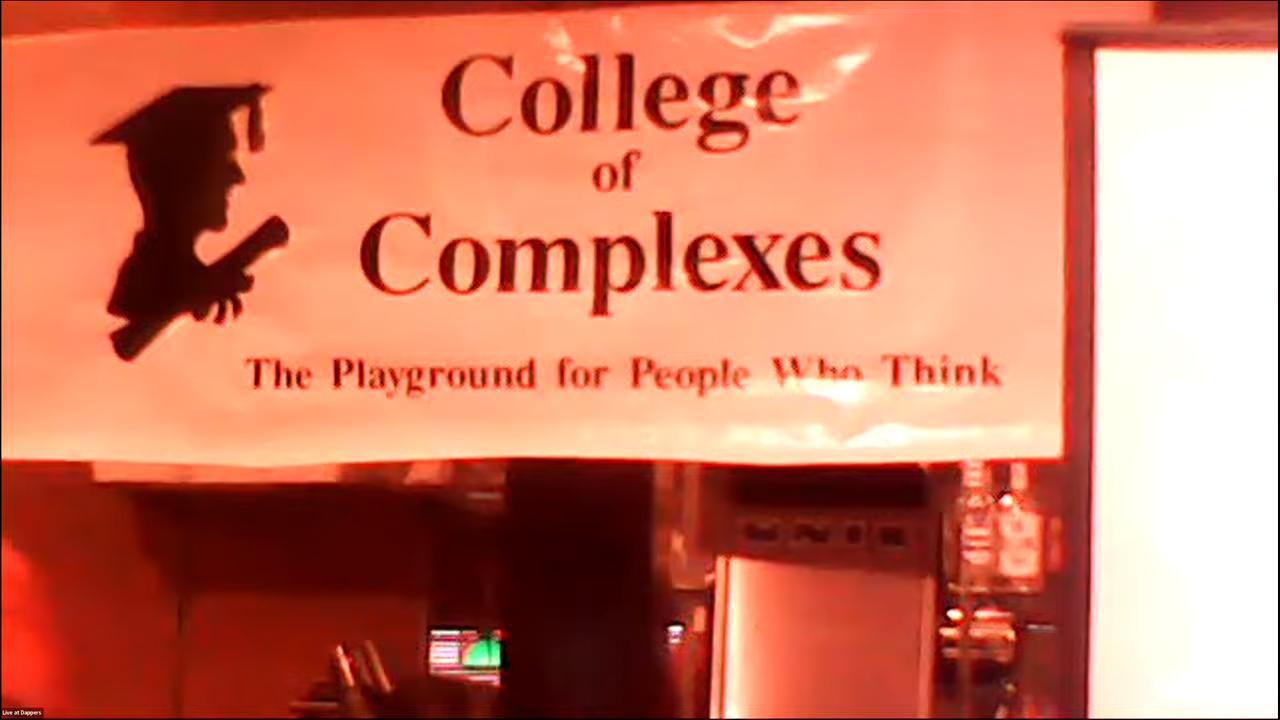 College
of
Complexes
The Playground for People Who Think
Live at Dappers